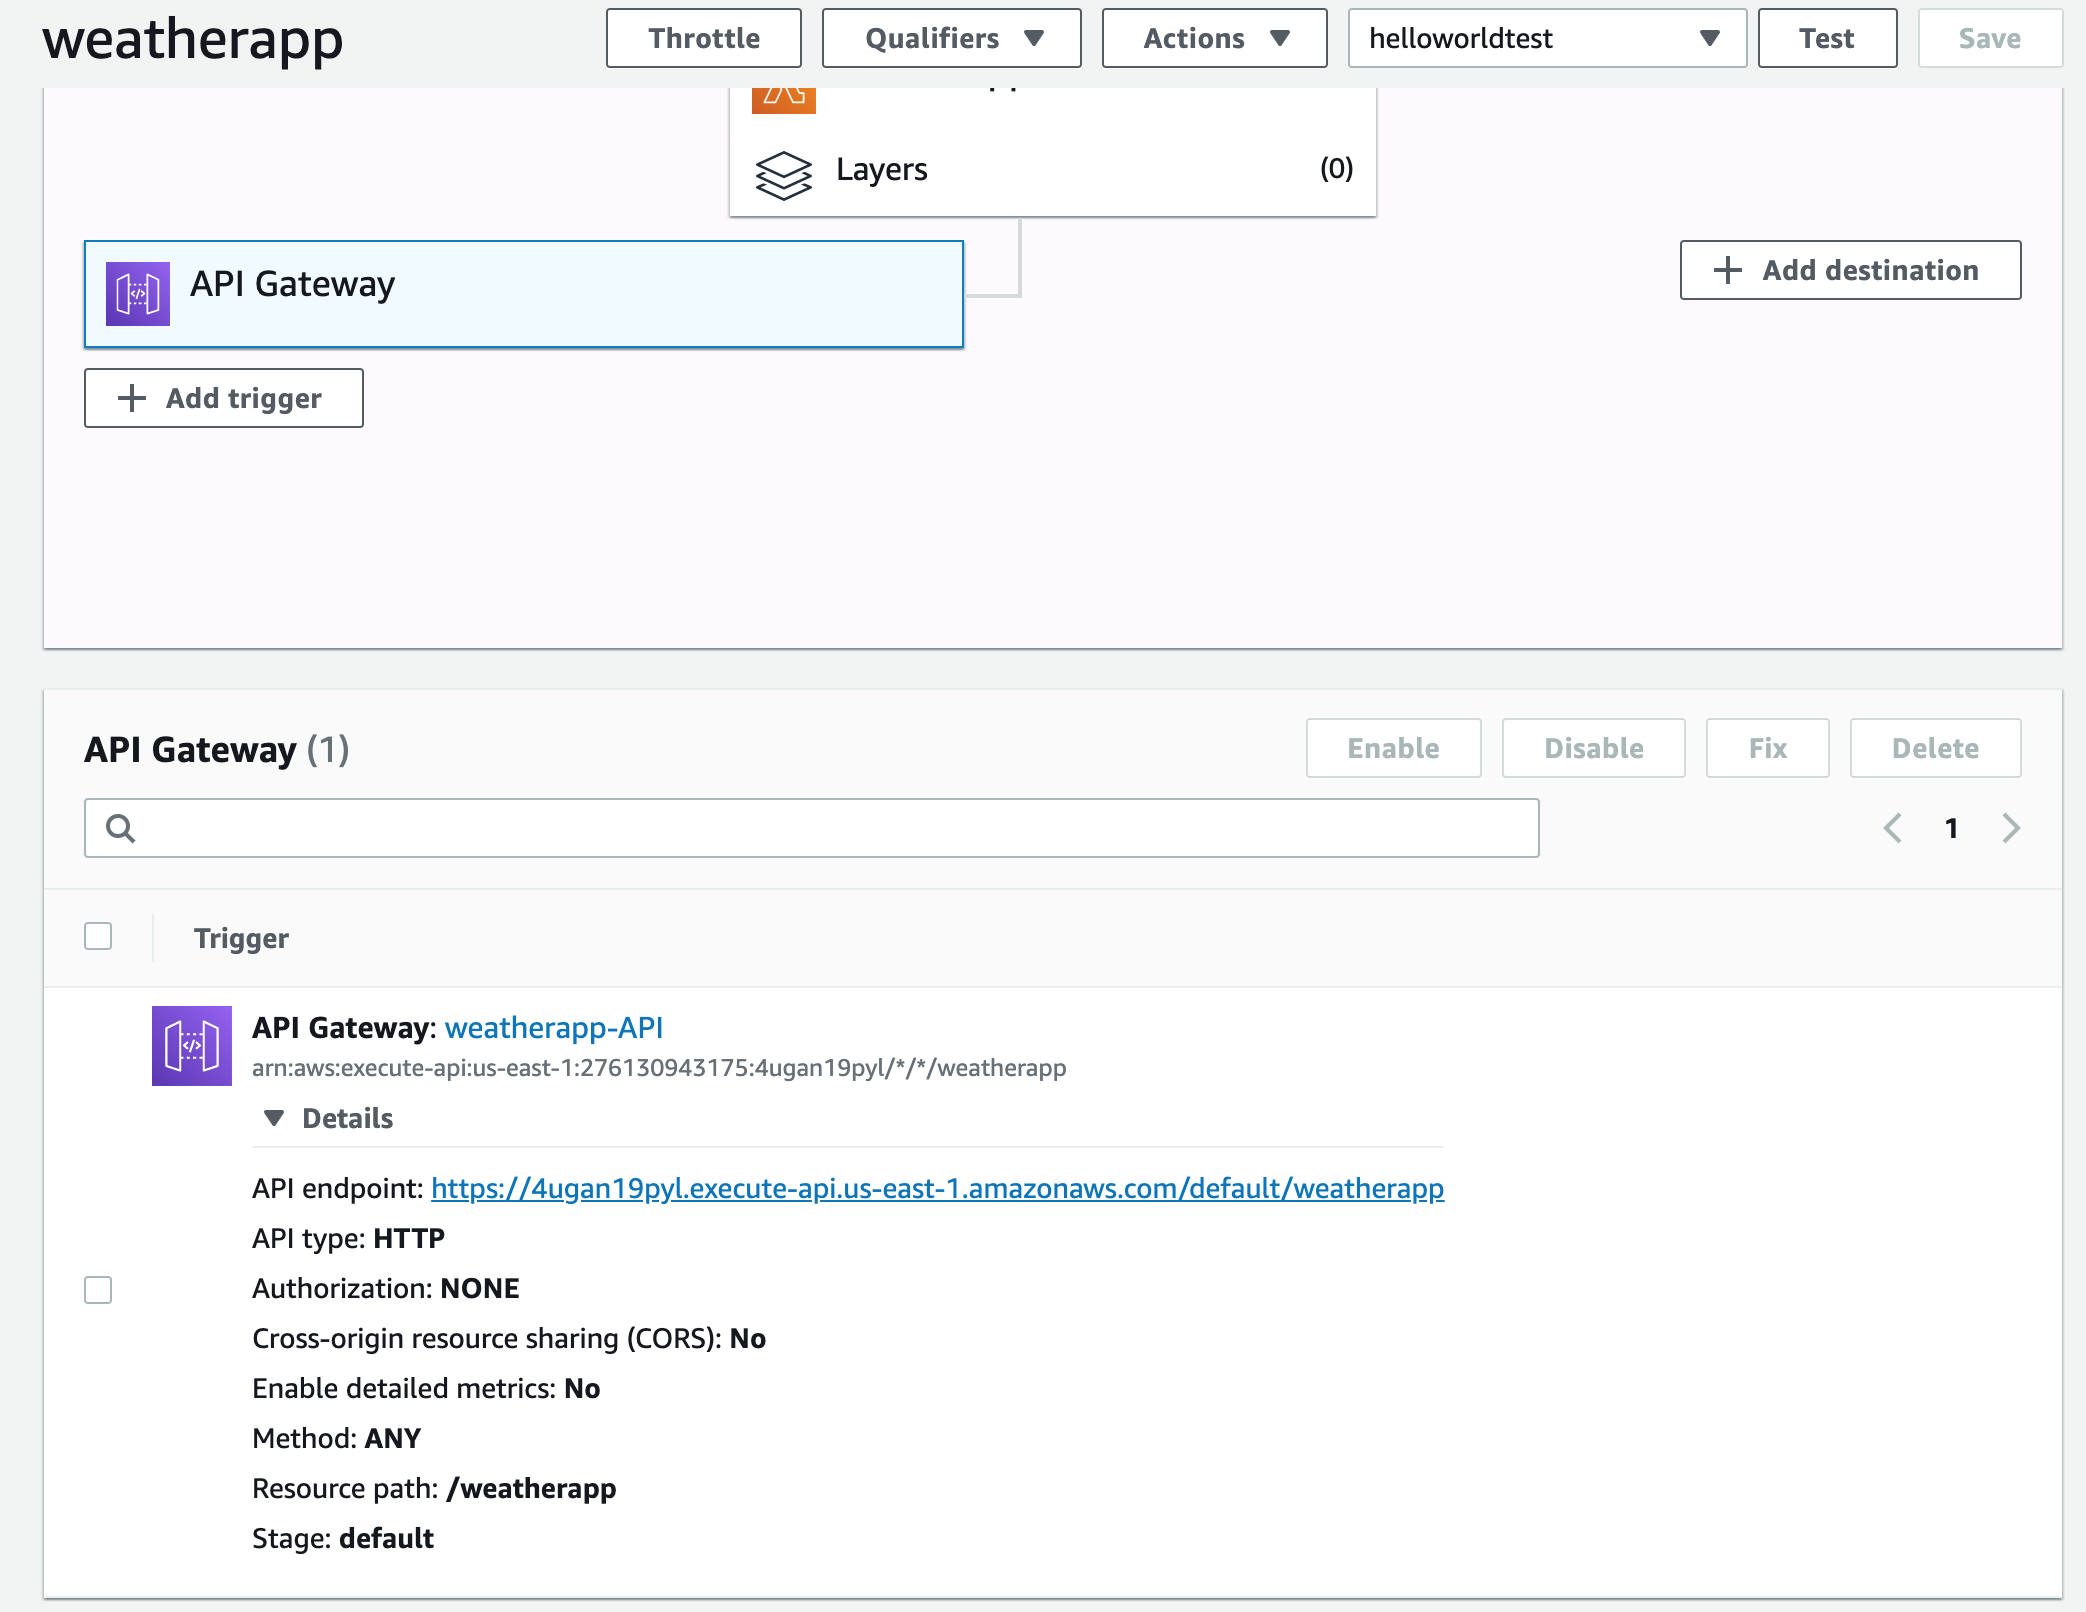 weatherapp
Throttle
Qualifiers
Actions
helloworldtest
Test
Save
Layers
(0)
API Gateway
Add destination
Add trigger
API Gateway (1)
Enable
Disable
Fix
Delete
1
Trigger
API Gateway: weatherapp-API
arn:aws:execute-api:us-east-1:276130943175:4ugan19pyl/*/*/weatherapp
Details
API endpoint: https://4ugan19pyl.execute-api.us-east-1.amazonaws.com/default/weatherapp
API type: HTTP
Authorization: NONE
Cross-origin resource sharing (CORS): No
Enable detailed metrics: No
Method: ANY
Resource path: /weatherapp
Stage: default